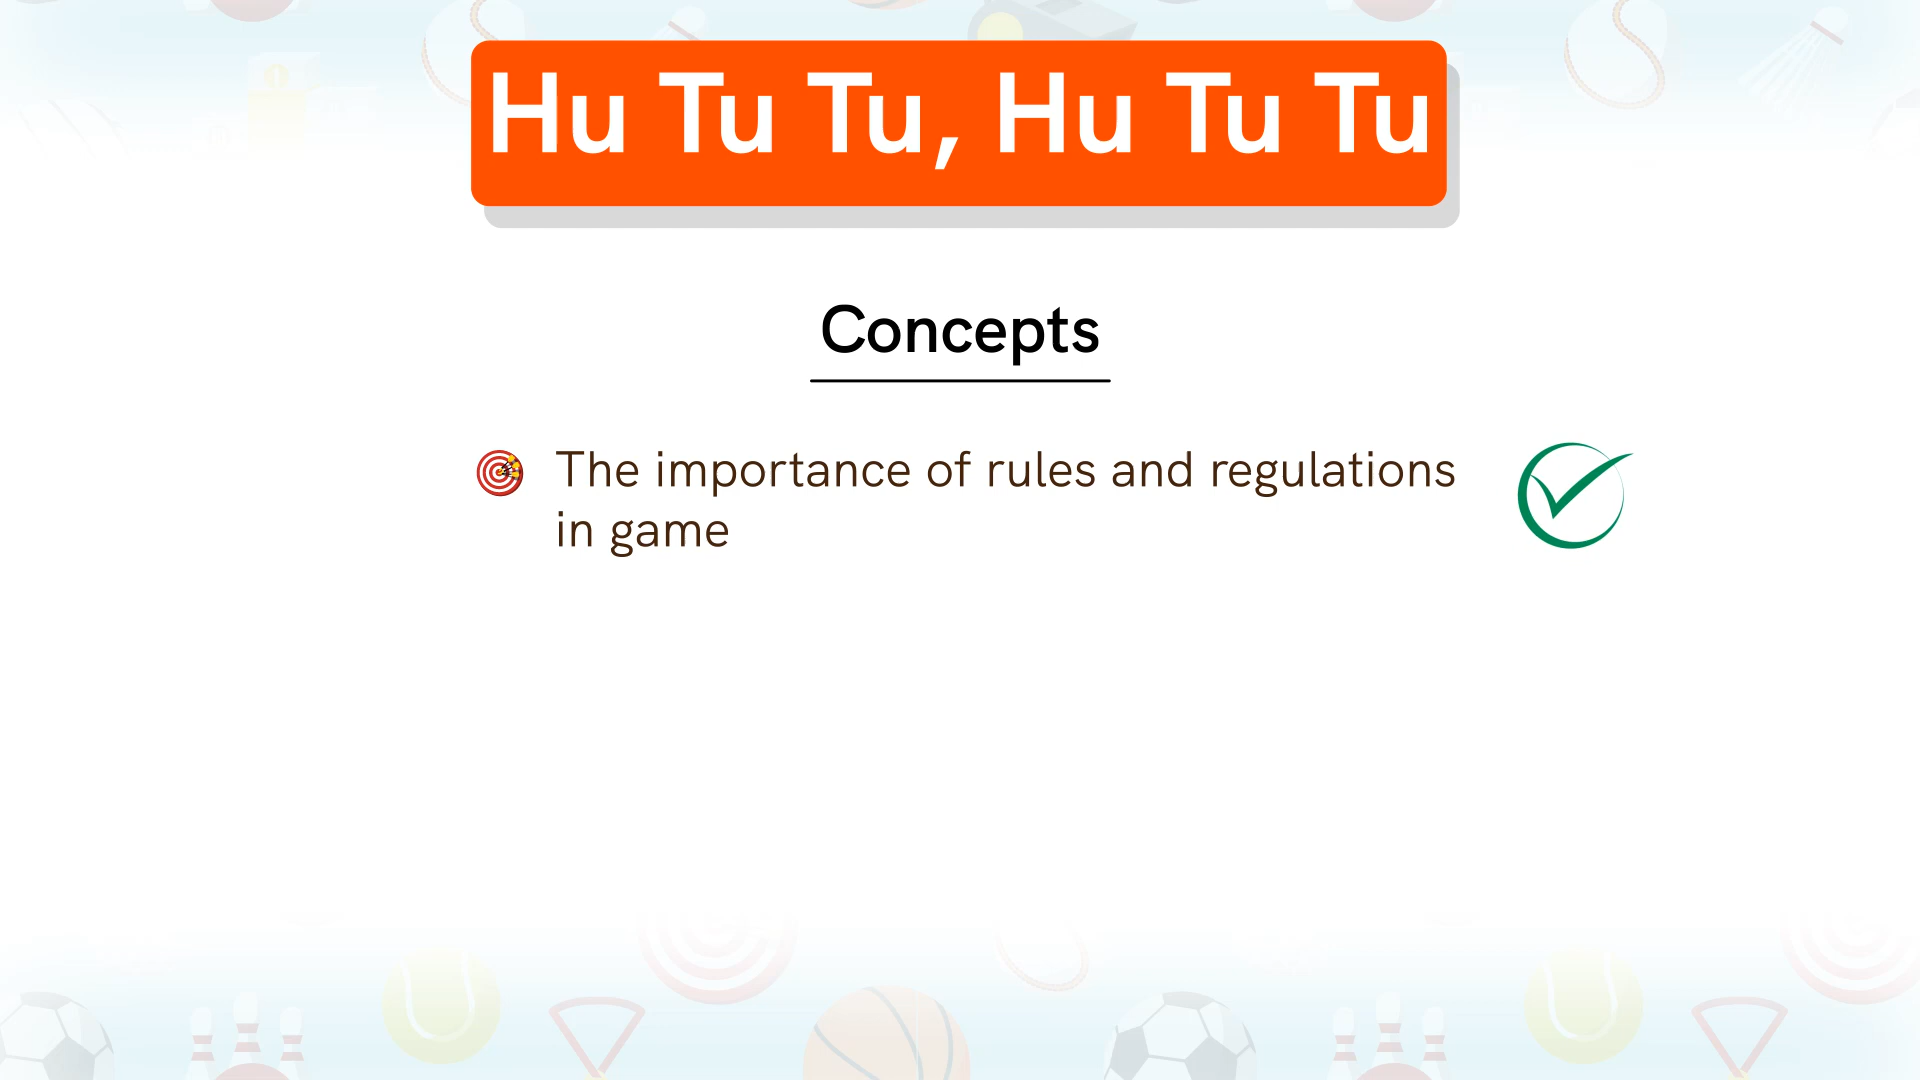 Hu Tu Tu, Hu Tu Tu
Concepts
The importance of rules and regulations
in game